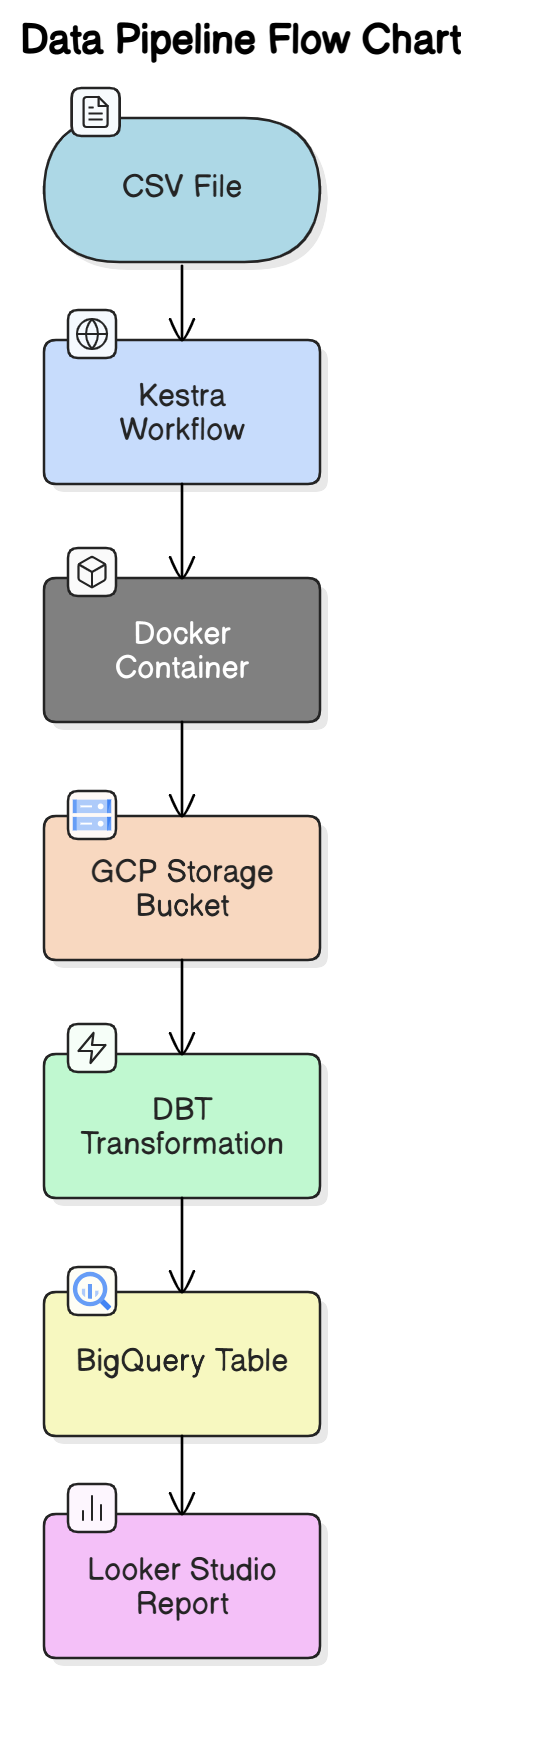 Data Pipeline Flow Chart
CSV File
Kestra
Workflow
Docker
Container
GCP Storage
Bucket
DBT
Transformation
BigQuery Table
Looker Studio
Report